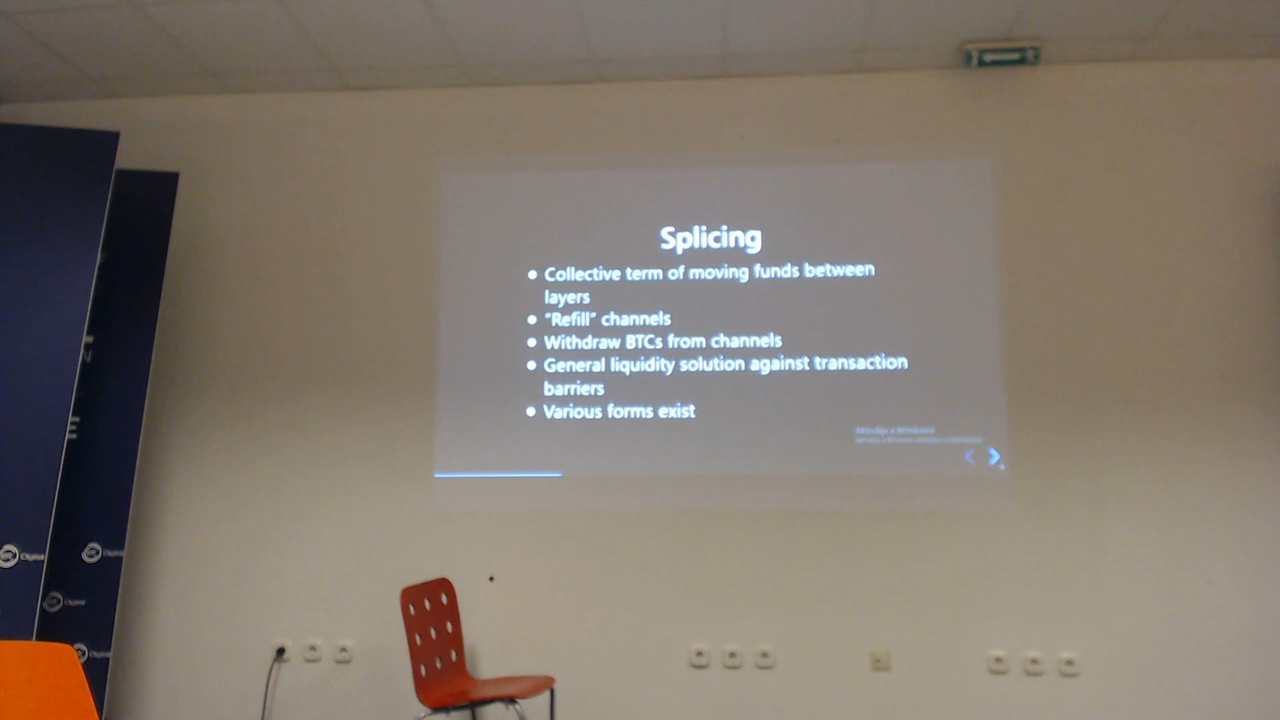 Splicing
• Collective term of moving funds between
layers
• "Refill" channels
• Withdraw BTCs from channels
• General liquidity solution against transaction
barriers
• Various forms exist
N
E